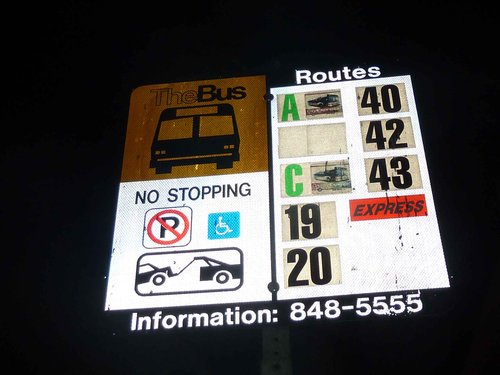 TheBus
NO STOPPING
P
Information: 848-5555
Routes
A 40
42
C 43
19 EXPRESS
20